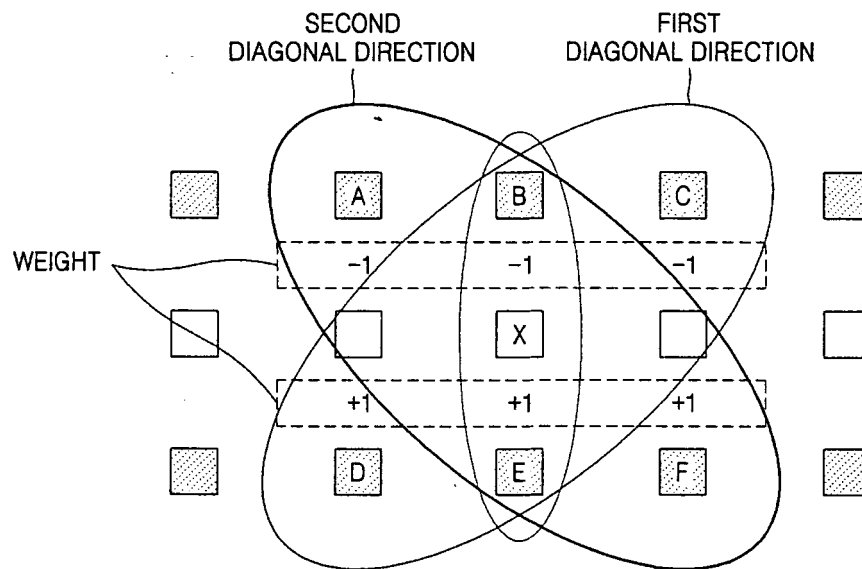 SECOND
DIAGONAL DIRECTION
FIRST
DIAGONAL DIRECTION
A B C
WEIGHT
-1 -1 -1
X
+1 +1 +1
D E F